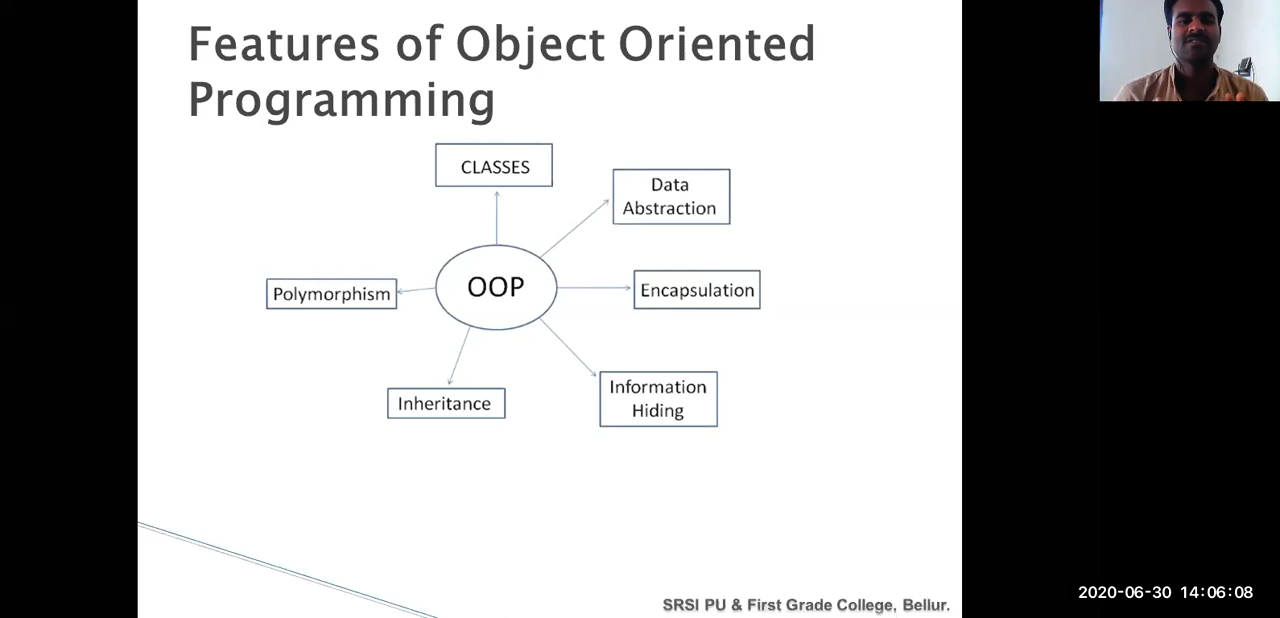 Features of Object Oriented
Programming
CLASSES
Data
Abstraction
Polymorphism
OOP
Encapsulation
Inheritance
Information
Hiding
SRSI PU & First Grade College, Bellur.
2020-06-30 14:06:08